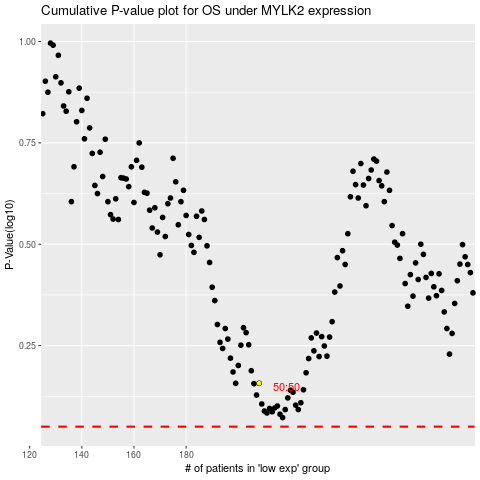 Cumulative P-value plot for OS under MYLK2 expression
P-Value(log10)
1.00
0.75
0.50
0.25
50:50
120 140 160 180
# of patients in 'low exp' group